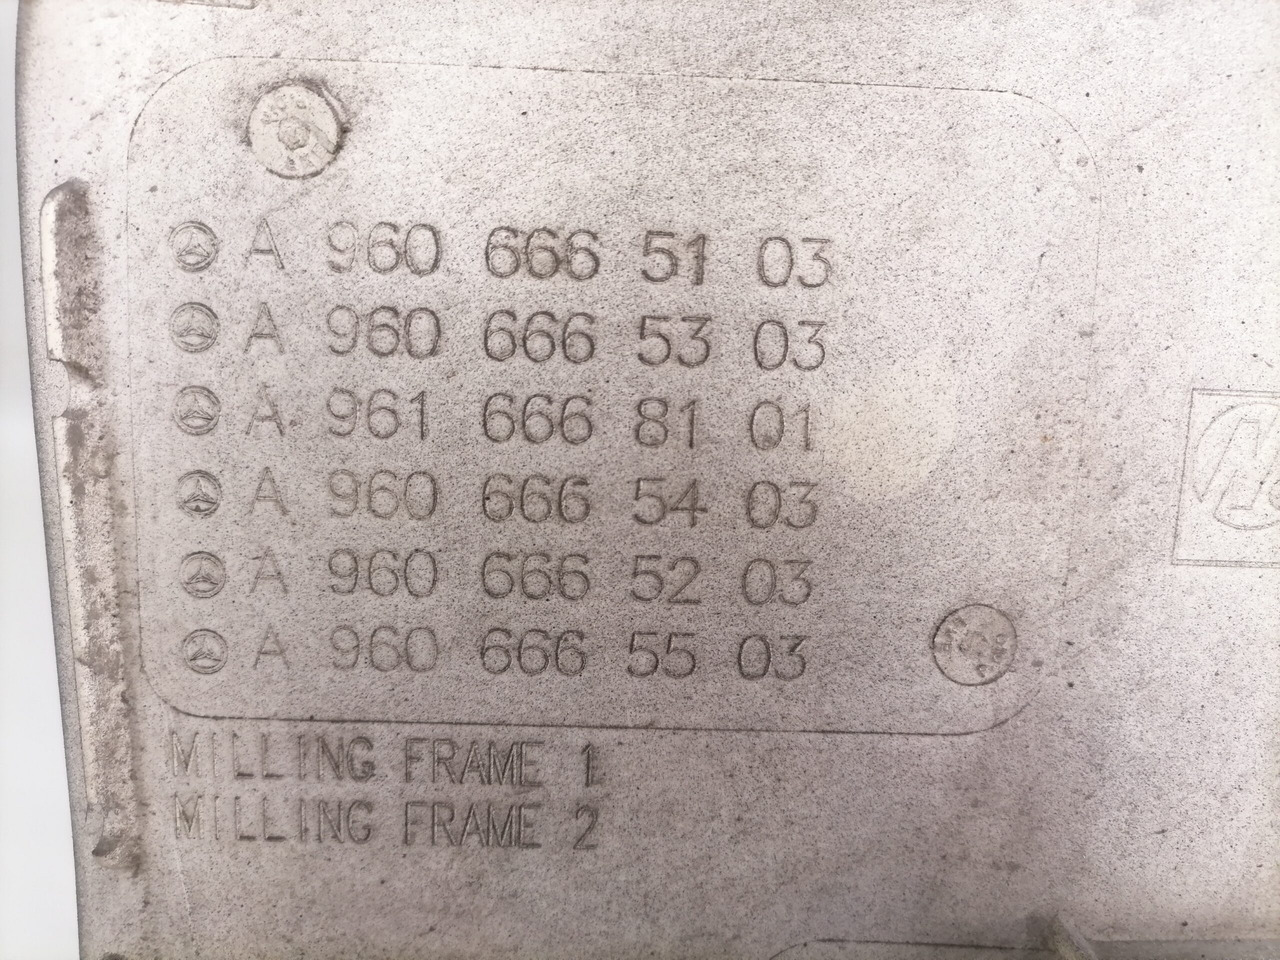 A 960 666 51 03
A 960 666 53 03
A 961 666 81 01
A 960 666 54 03
A 960 666 52 03
A 960 666 55 03
MILLING FRAME 1
MILLING FRAME 2